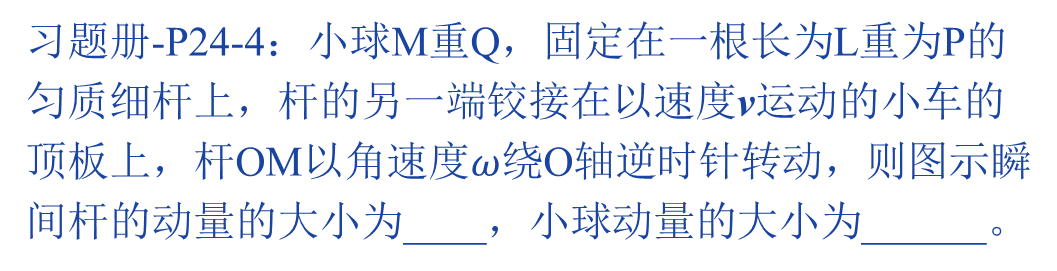 习题册-P24-4：小球M重Q，固定在一根长为L重为P的
匀质细杆上，杆的另一端铰接在以速度v运动的小车的
顶板上，杆OM以角速度ω绕O轴逆时针转动，则图示瞬
间杆的动量的大小为____，小球动量的大小为______。